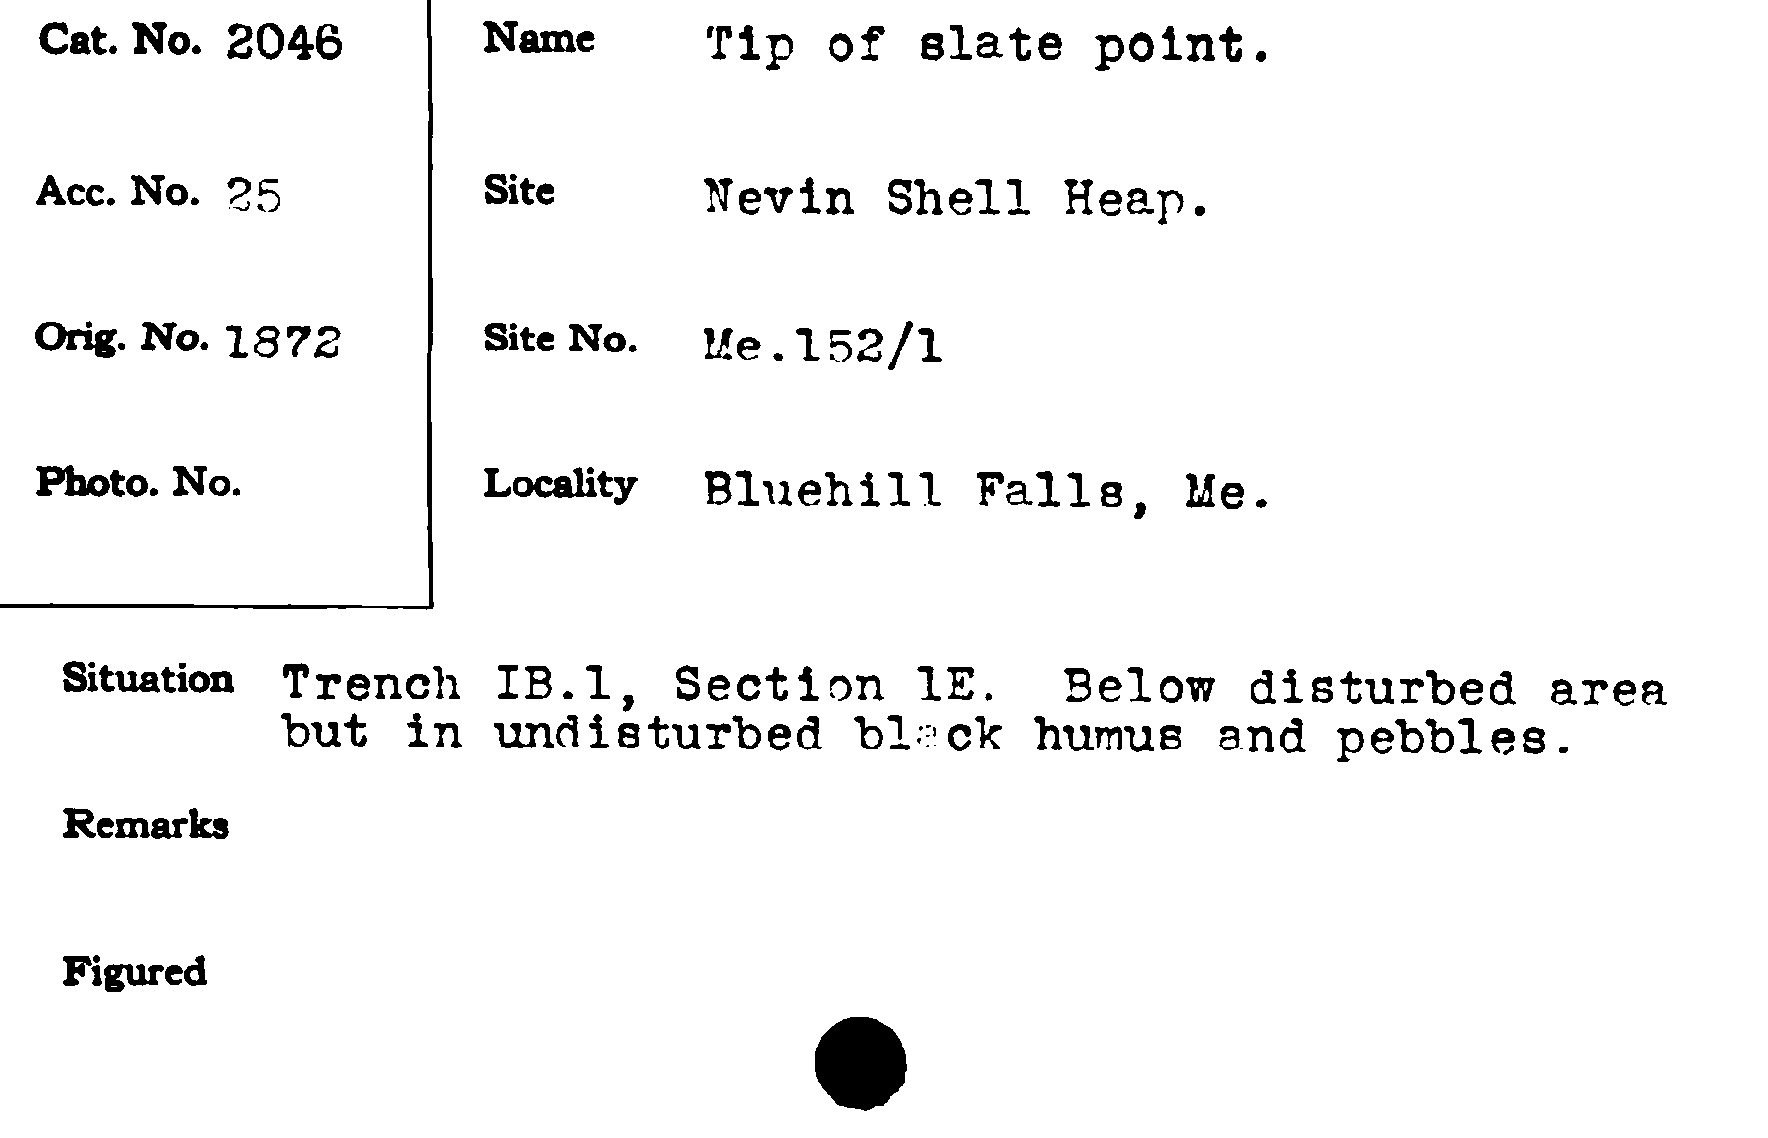 Cat. No. 2046
Name Tip of slate point.
Acc. No. 25
Site Nevin Shell Heap.
Orig. No. 1872
Site No. Me.152/1
Photo. No.
Locality Bluehill Falls, Me.
Situation Trench IB.1, Section 1E. Below disturbed area
but in undisturbed black humus and pebbles.
Remarks
Figured